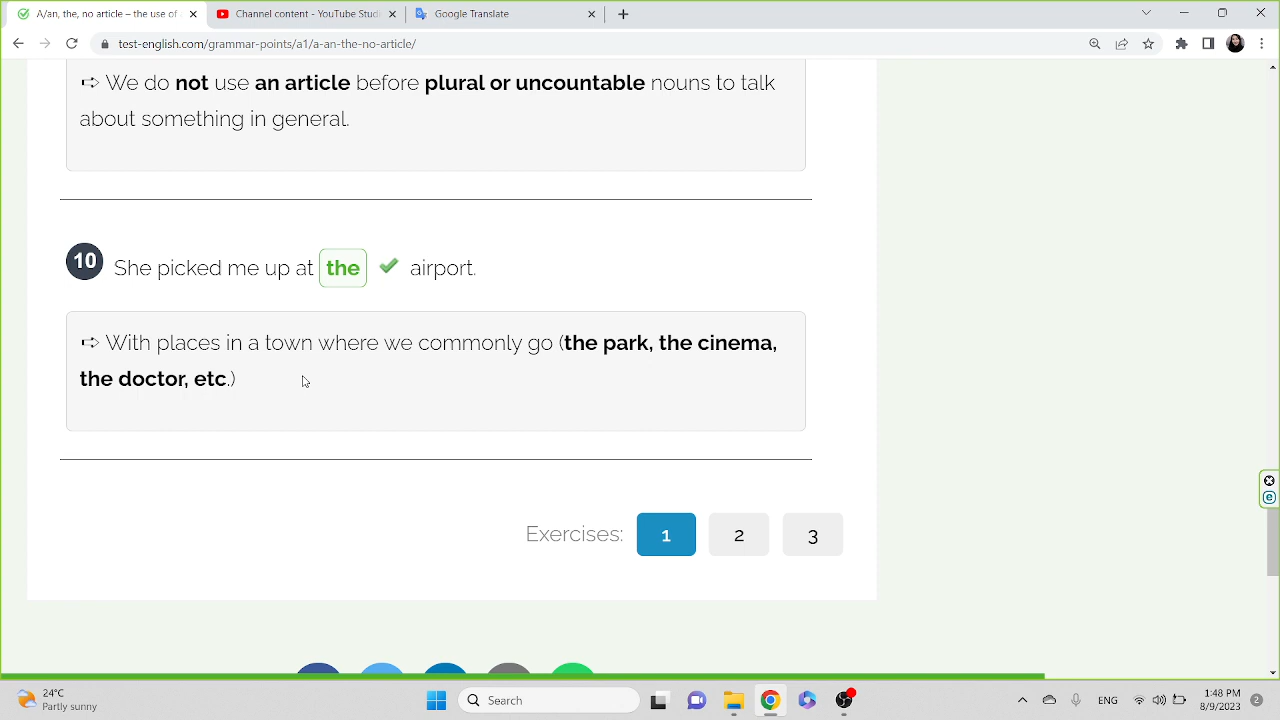 A/an, the, no article – the use of
Channel content - YouTube Studi
Google Translate
test-english.com/grammar-points/a1/a-an-the-no-article/
➪ We do not use an article before plural or uncountable nouns to talk
about something in general.
10 She picked me up at the airport.
➪ With places in a town where we commonly go (the park, the cinema,
the doctor, etc.)
Exercises: 1 2 3
24°C
Partly sunny
Search
ENG
1:48 PM
8/9/2023
2